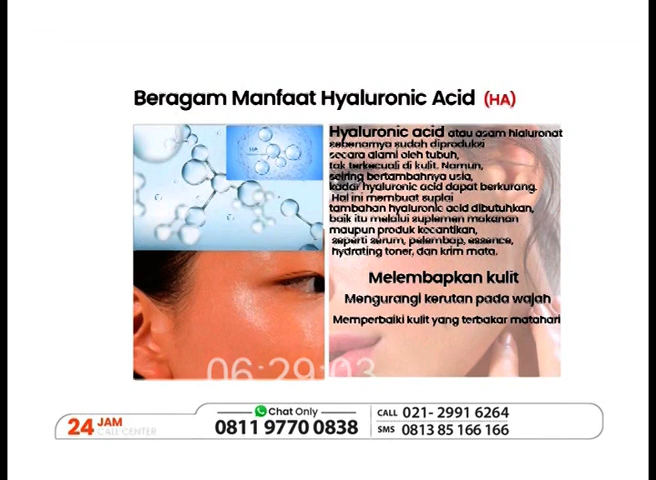 Beragam Manfaat Hyaluronic Acid (HA)
HA
Hyaluronic acid atau asam hialuronat
sebenarnya sudah diproduksi
secara alami oleh tubuh,
tak terkecuali di kulit. Namun,
seiring bertambahnya usia,
kadar hyaluronic acid dapat berkurang.
Hal ini membuat suplai
tambahan hyaluronic acid dibutuhkan,
baik itu melalui suplemen makanan
maupun produk kecantikan,
seperti serum, pelembap, essence,
hydrating toner, dan krim mata.
Melembapkan kulit
Mengurangi kerutan pada wajah
Memperbaiki kulit yang terbakar matahari
06:29:03
24 JAM
CALL CENTER
Chat Only
0811 9770 0838
CALL 021- 2991 6264
SMS 0813 85 166 166